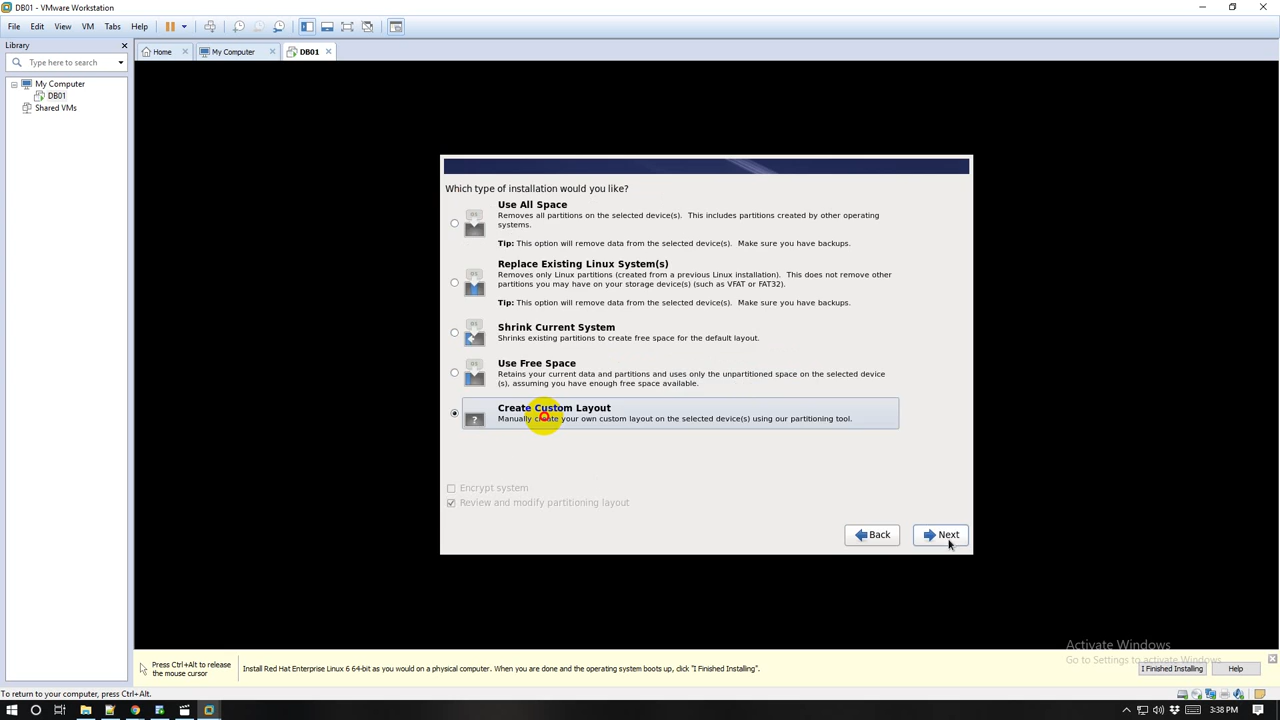 DB01 - VMware Workstation
File Edit View VM Tabs Help
Library
Type here to search
My Computer
DB01
Shared VMs
Home
My Computer
DB01
Which type of installation would you like?
Use All Space
Removes all partitions on the selected device(s). This includes partitions created by other operating
systems.
Tip: This option will remove data from the selected device(s). Make sure you have backups.
Replace Existing Linux System(s)
Removes only Linux partitions (created from a previous Linux installation). This does not remove other
partitions you may have on your storage device(s) (such as VFAT or FAT32).
Tip: This option will remove data from the selected device(s). Make sure you have backups.
Shrink Current System
Shrinks existing partitions to create free space for the default layout.
Use Free Space
Retains your current data and partitions and uses only the unpartitioned space on the selected device
(s), assuming you have enough free space available.
Create Custom Layout
Manually create your own custom layout on the selected device(s) using our partitioning tool.
Encrypt system
Review and modify partitioning layout
Back
Next
Activate Windows
Go to Settings to activate Windows.
Press Ctrl+Alt to release
the mouse cursor
Install Red Hat Enterprise Linux 6 64-bit as you would on a physical computer. When you are done and the operating system boots up, click "I Finished Installing".
I Finished Installing
Help
To return to your computer, press Ctrl+Alt.
3:38 PM